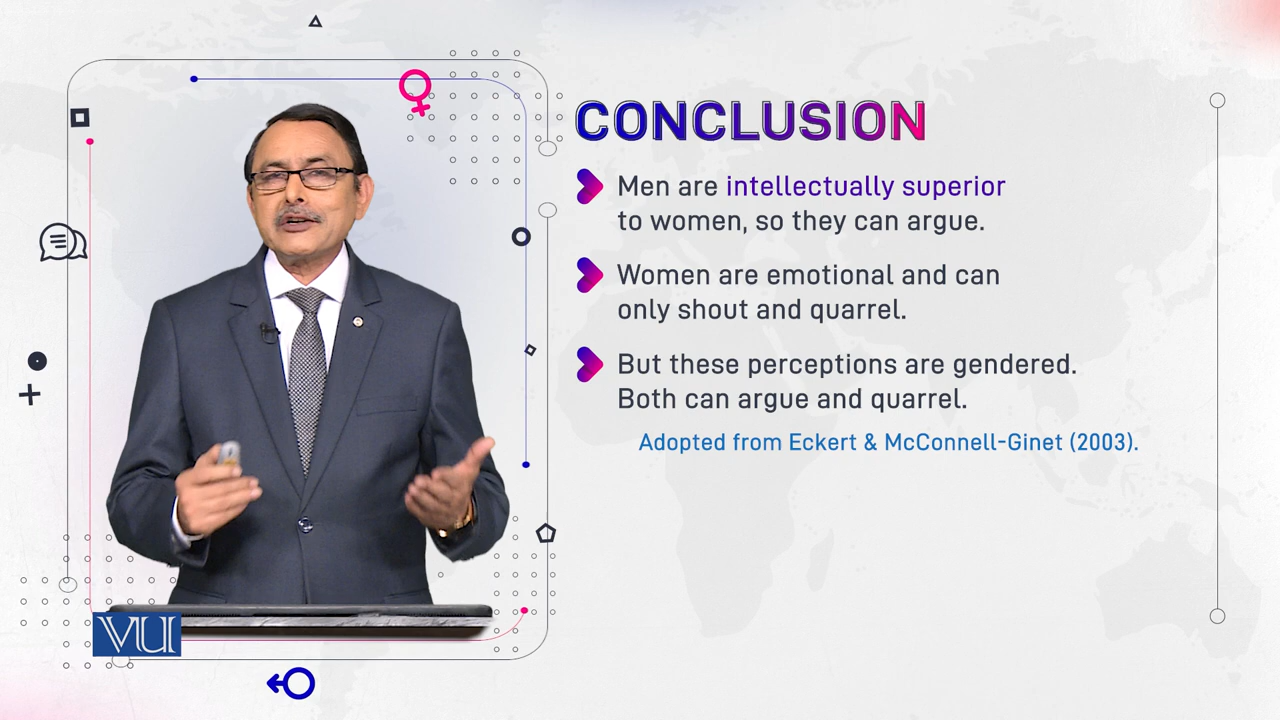 CONCLUSION
Men are intellectually superior
to women, so they can argue.
Women are emotional and can
only shout and quarrel.
But these perceptions are gendered.
Both can argue and quarrel.
Adopted from Eckert & McConnell-Ginet (2003).
VU